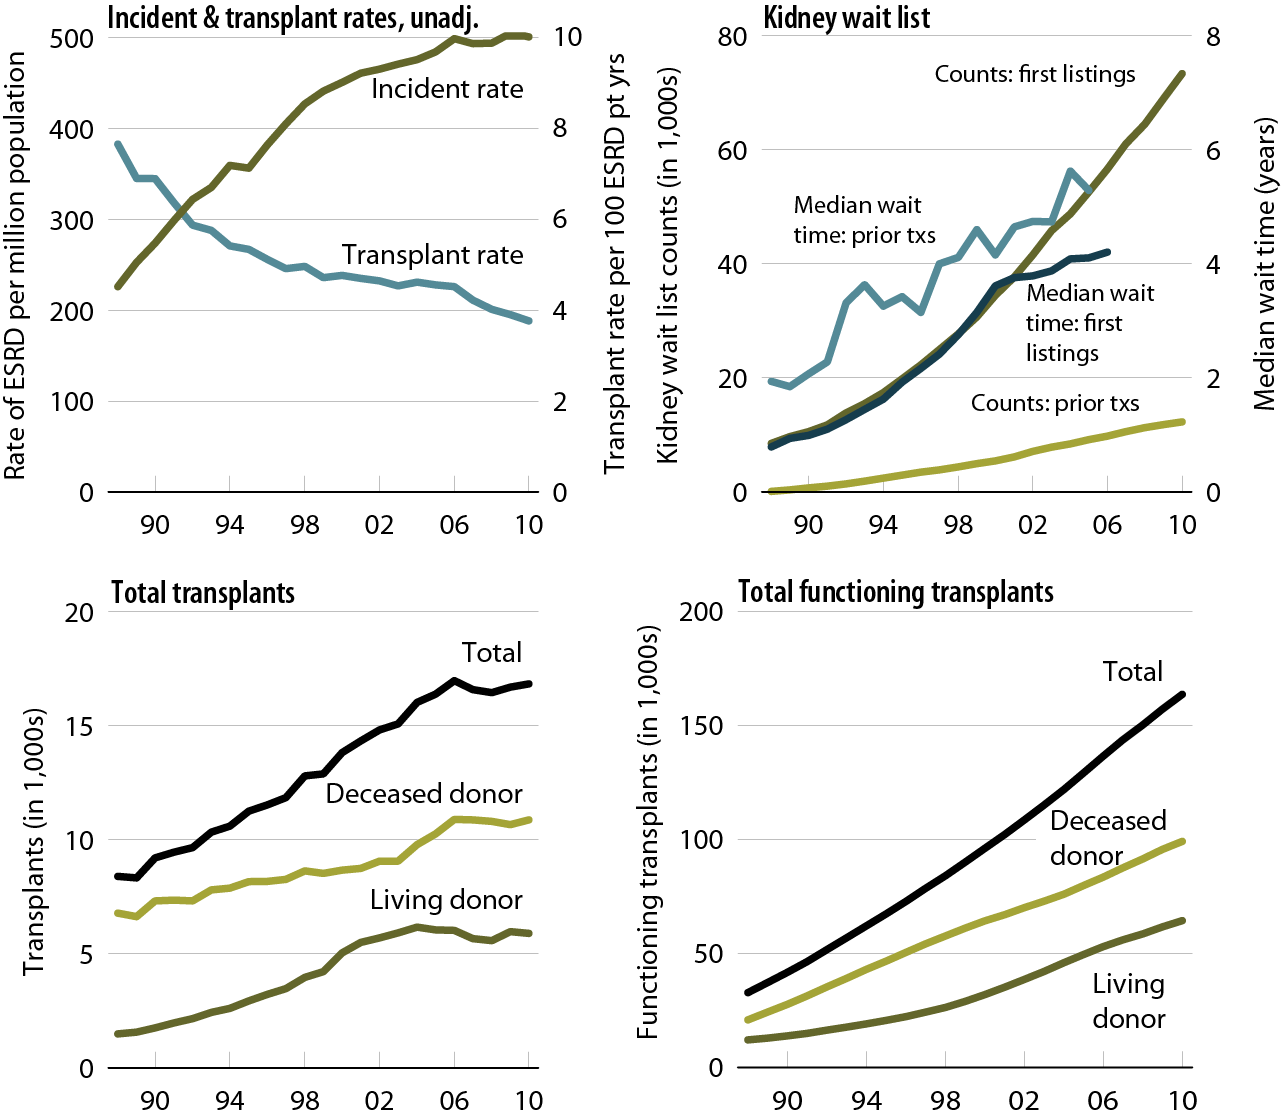 Incident & transplant rates, unadj.
Rate of ESRD per million population
500
400
300
200
100
0
Incident rate
Transplant rate
10
8
6
4
2
0
Transplant rate per 100 ESRD pt yrs
90 94 98 02 06 10
Kidney wait list
Kidney wait list counts (in 1,000s)
80
60
40
20
0
Counts: first listings
Median wait
time: prior txs
Median wait
time: first
listings
Counts: prior txs
8
6
4
2
0
Median wait time (years)
90 94 98 02 06 10
Total transplants
Transplants (in 1,000s)
20
15
10
5
0
Total
Deceased donor
Living donor
90 94 98 02 06 10
Total functioning transplants
Functioning transplants (in 1,000s)
200
150
100
50
0
Total
Deceased
donor
Living
donor
90 94 98 02 06 10